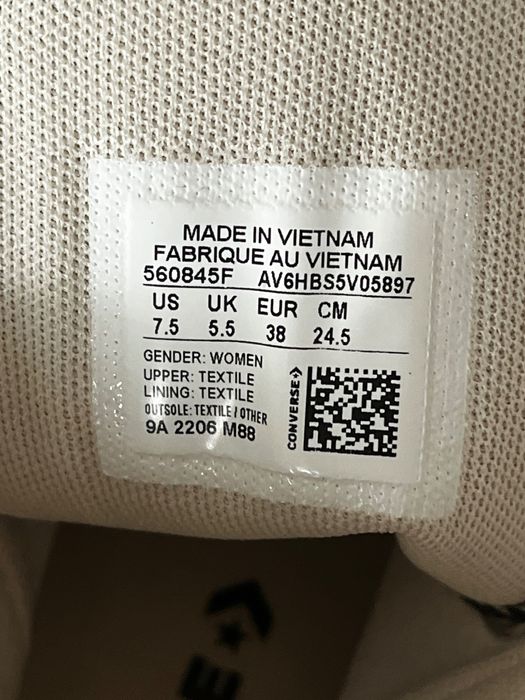 MADE IN VIETNAM
FABRIQUE AU VIETNAM
560845F AV6HBS5V05897
US UK EUR CM
7.5 5.5 38 24.5
GENDER: WOMEN
UPPER: TEXTILE
LINING: TEXTILE
OUTSOLE: TEXTILE / OTHER
9A 2206 M88
CONVERSE